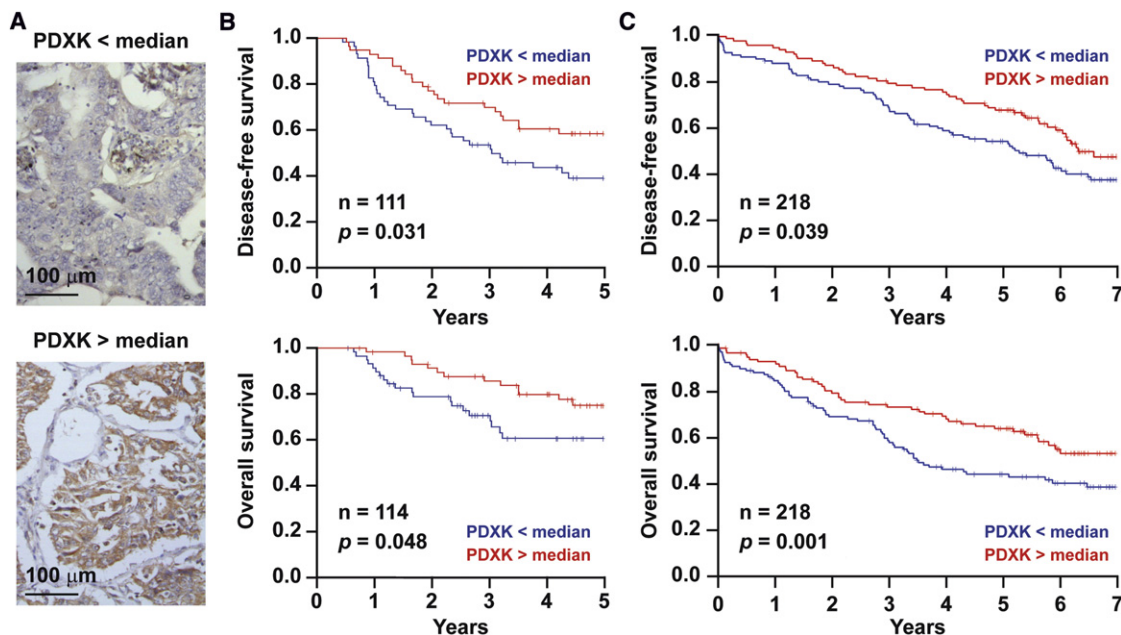 A
PDXK < median
100 μm
PDXK > median
100 μm
B
Disease-free survival
1.0
0.8
0.6
0.4
0.2
0.0
PDXK < median
PDXK > median
n = 111
p = 0.031
0 1 2 3 4 5
Years
Overall survival
1.0
0.8
0.6
0.4
0.2
0.0
n = 114
p = 0.048
PDXK < median
PDXK > median
0 1 2 3 4 5
Years
C
Disease-free survival
1.0
0.8
0.6
0.4
0.2
0.0
PDXK < median
PDXK > median
n = 218
p = 0.039
0 1 2 3 4 5 6 7
Years
Overall survival
1.0
0.8
0.6
0.4
0.2
0.0
n = 218
p = 0.001
PDXK < median
PDXK > median
0 1 2 3 4 5 6 7
Years